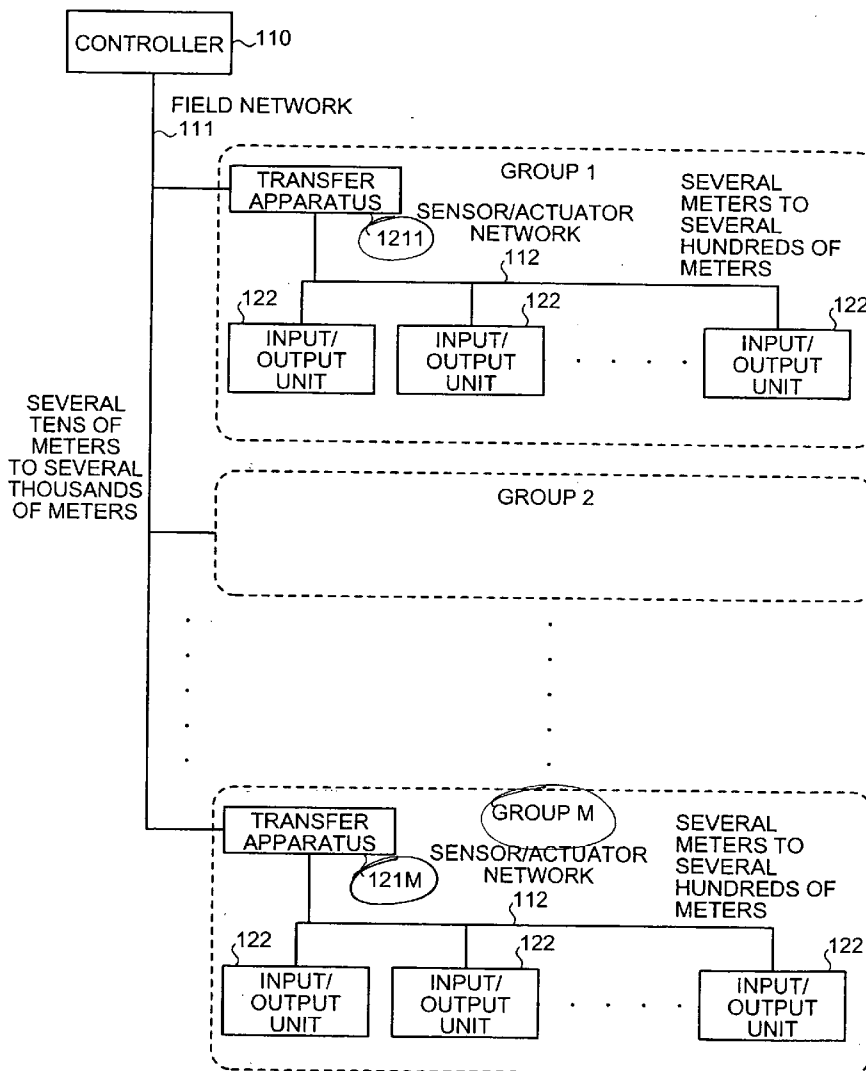 CONTROLLER
110
FIELD NETWORK
111
GROUP 1
TRANSFER
APPARATUS
1211
SENSOR/ACTUATOR
NETWORK
112
SEVERAL
METERS TO
SEVERAL
HUNDREDS OF
METERS
122
INPUT/
OUTPUT
UNIT
122
INPUT/
OUTPUT
UNIT
122
INPUT/
OUTPUT
UNIT
SEVERAL
TENS OF
METERS
TO SEVERAL
THOUSANDS
OF METERS
GROUP 2
GROUP M
TRANSFER
APPARATUS
121M
SENSOR/ACTUATOR
NETWORK
112
SEVERAL
METERS TO
SEVERAL
HUNDREDS OF
METERS
122
INPUT/
OUTPUT
UNIT
122
INPUT/
OUTPUT
UNIT
122
INPUT/
OUTPUT
UNIT